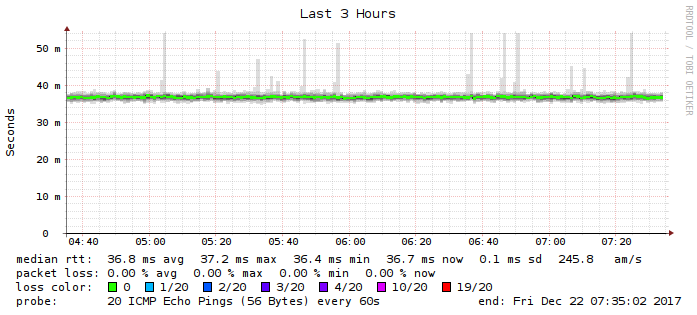 Last 3 Hours
RRDTOOL / TOBI OETIKER
Seconds
50 m
40 m
30 m
20 m
10 m
0
04:40 05:00 05:20 05:40 06:00 06:20 06:40 07:00 07:20
median rtt: 36.8 ms avg 37.2 ms max 36.4 ms min 36.7 ms now 0.1 ms sd 245.8 am/s
packet loss: 0.00 % avg 0.00 % max 0.00 % min 0.00 % now
loss color: 0 1/20 2/20 3/20 4/20 10/20 19/20
probe: 20 ICMP Echo Pings (56 Bytes) every 60s end: Fri Dec 22 07:35:02 2017